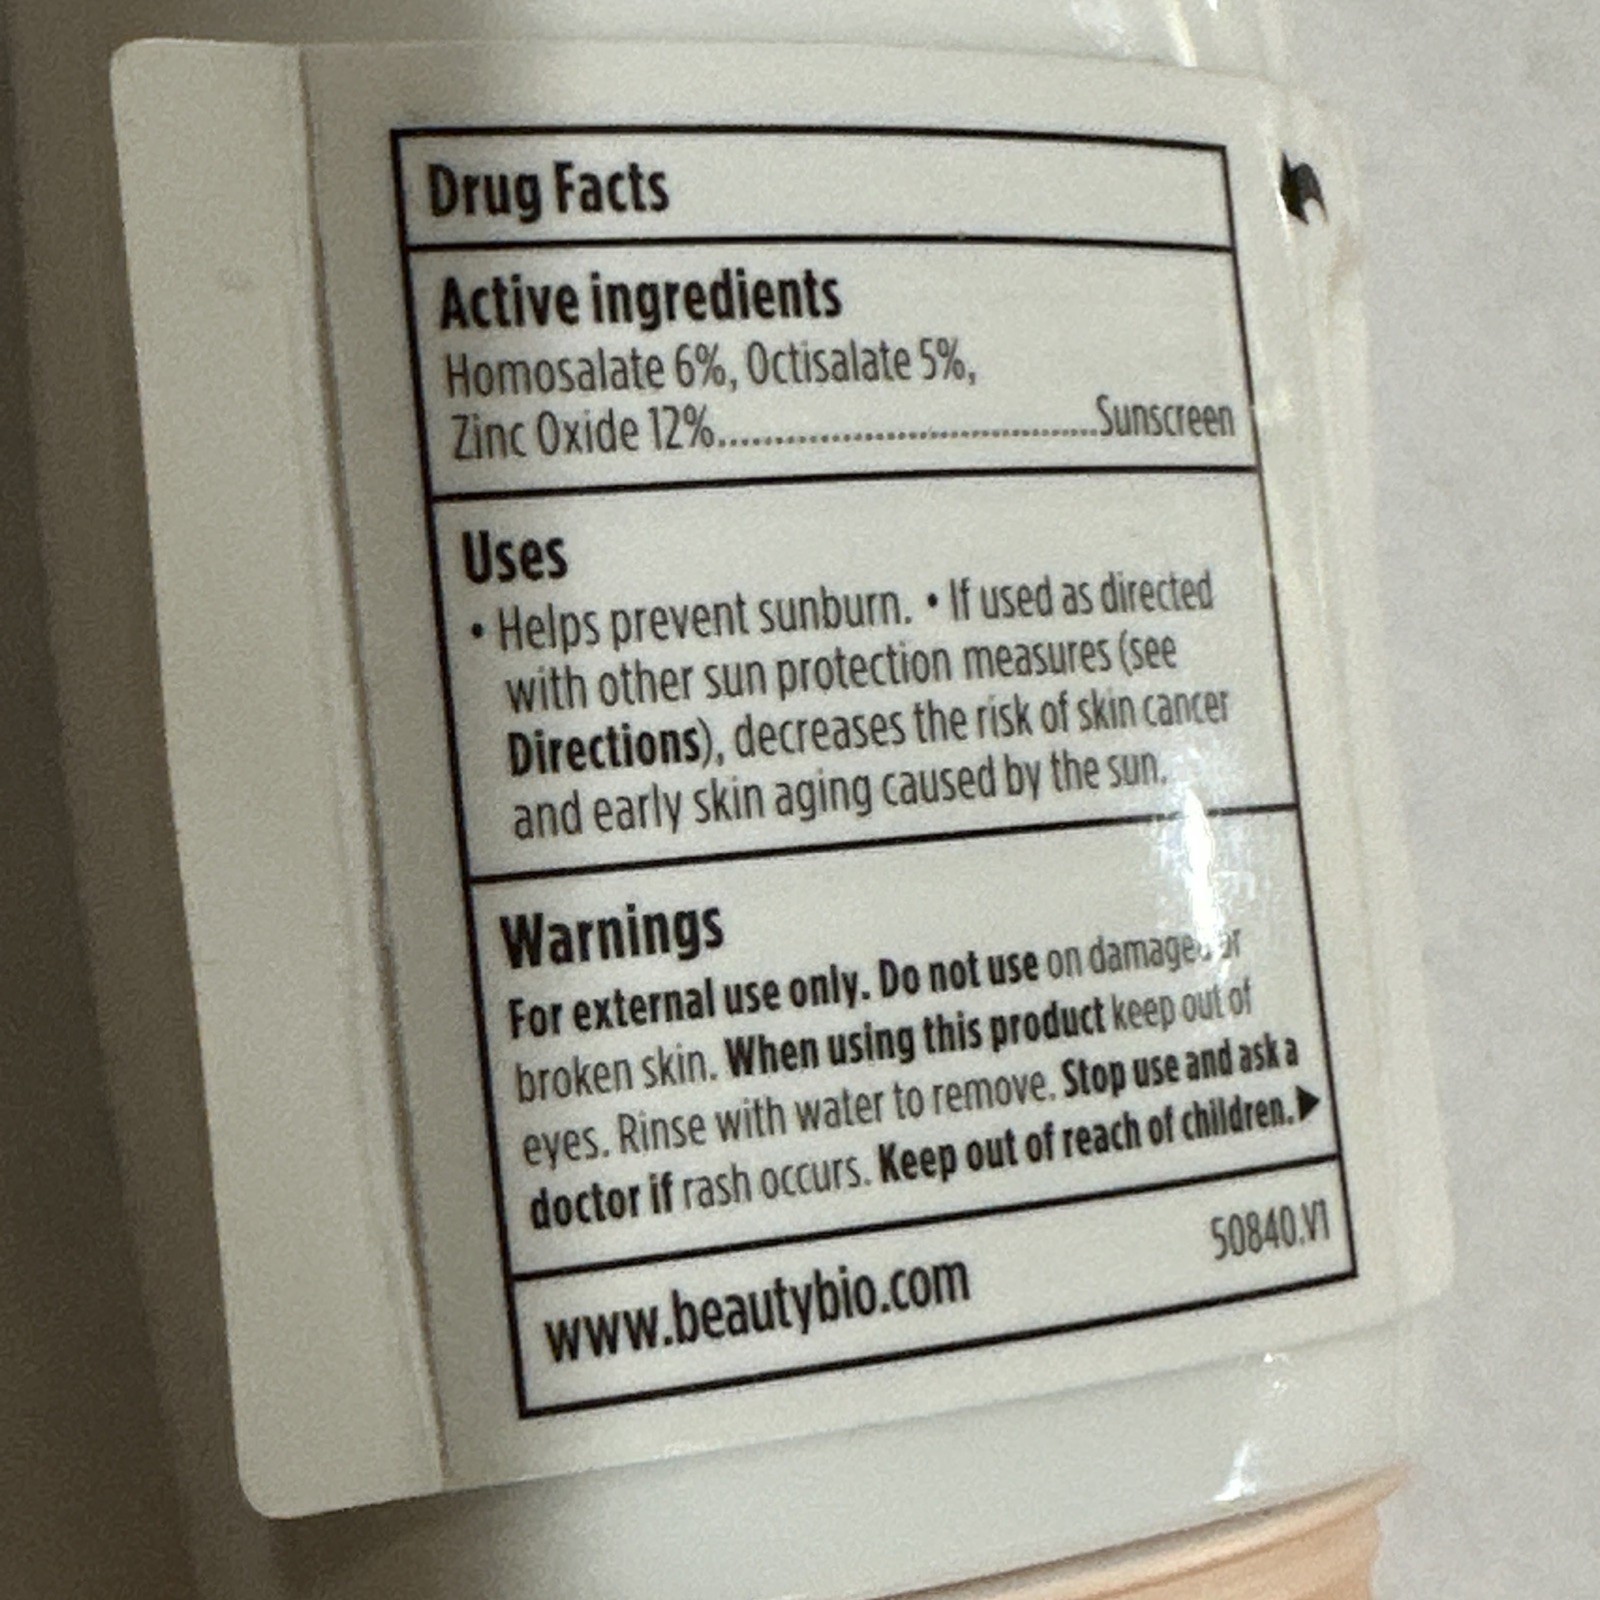 Drug Facts
Active ingredients
Homosalate 6%, Octisalate 5%,
Zinc Oxide 12%......................................Sunscreen
Uses
• Helps prevent sunburn. • If used as directed
with other sun protection measures (see
Directions), decreases the risk of skin cancer
and early skin aging caused by the sun.
Warnings
For external use only. Do not use on damaged or
broken skin. When using this product keep out of
eyes. Rinse with water to remove. Stop use and ask a
doctor if rash occurs. Keep out of reach of children.▶
www.beautybio.com 50840.V1